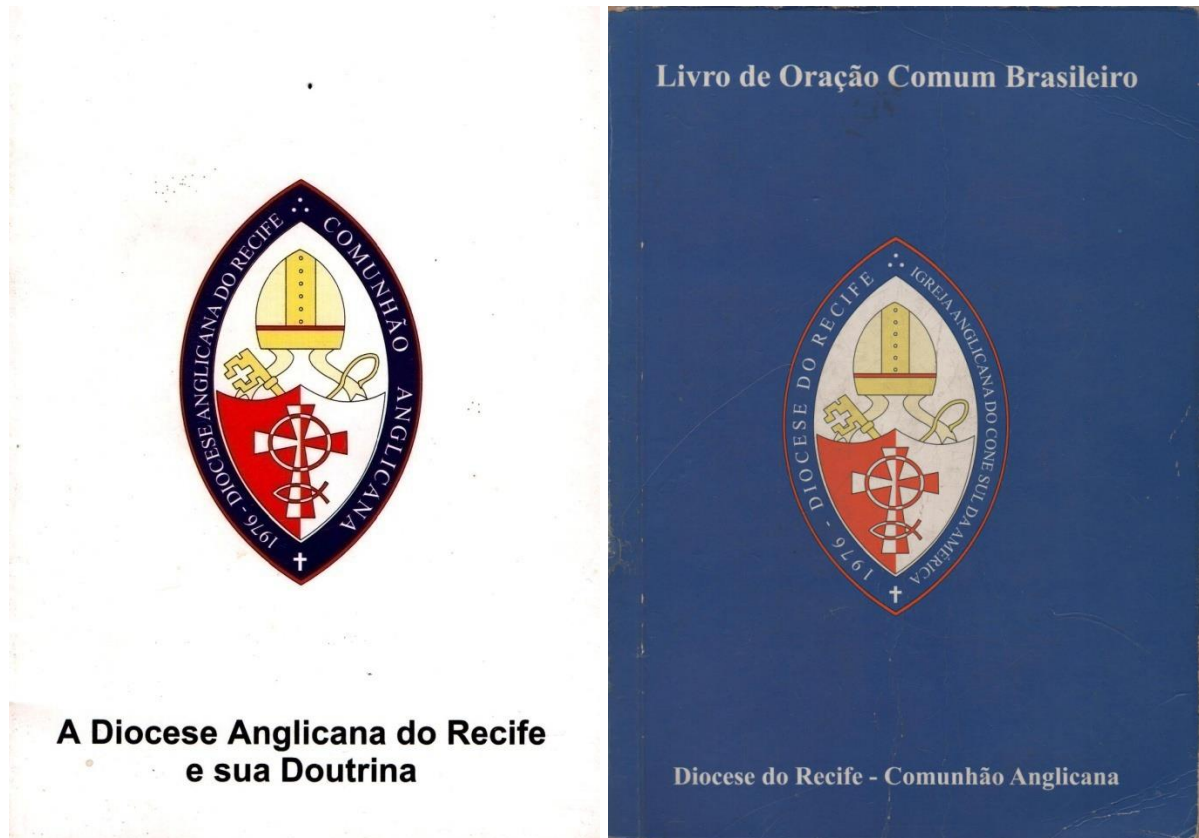 1976 - DIOCESE ANGLICANA DO RECIFE
COMUNHÃO ANGLICANA
A Diocese Anglicana do Recife
e sua Doutrina
Livro de Oração Comum Brasileiro
1976 - DIOCESE DO RECIFE
IGREJA ANGLICANA DO CONE SUL DA AMÉRICA
Diocese do Recife - Comunhão Anglicana